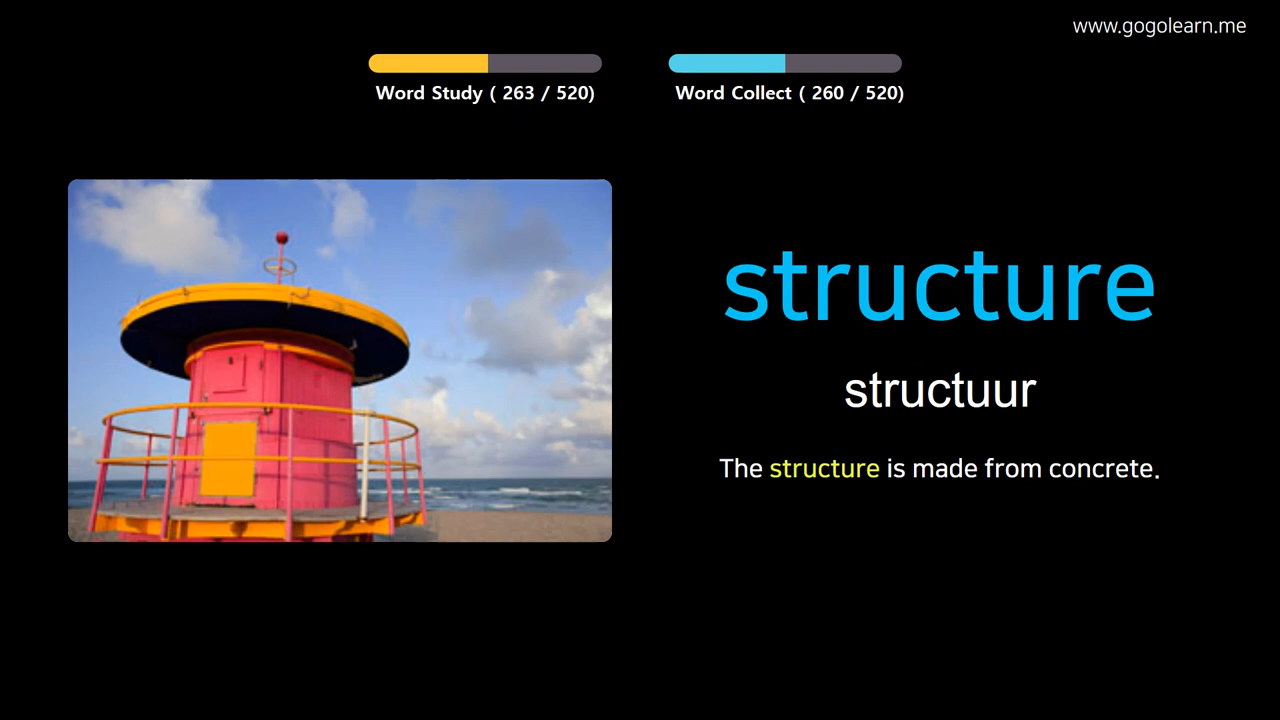 www.gogolearn.me
Word Study ( 263 / 520)
Word Collect ( 260 / 520)
structure
structuur
The structure is made from concrete.